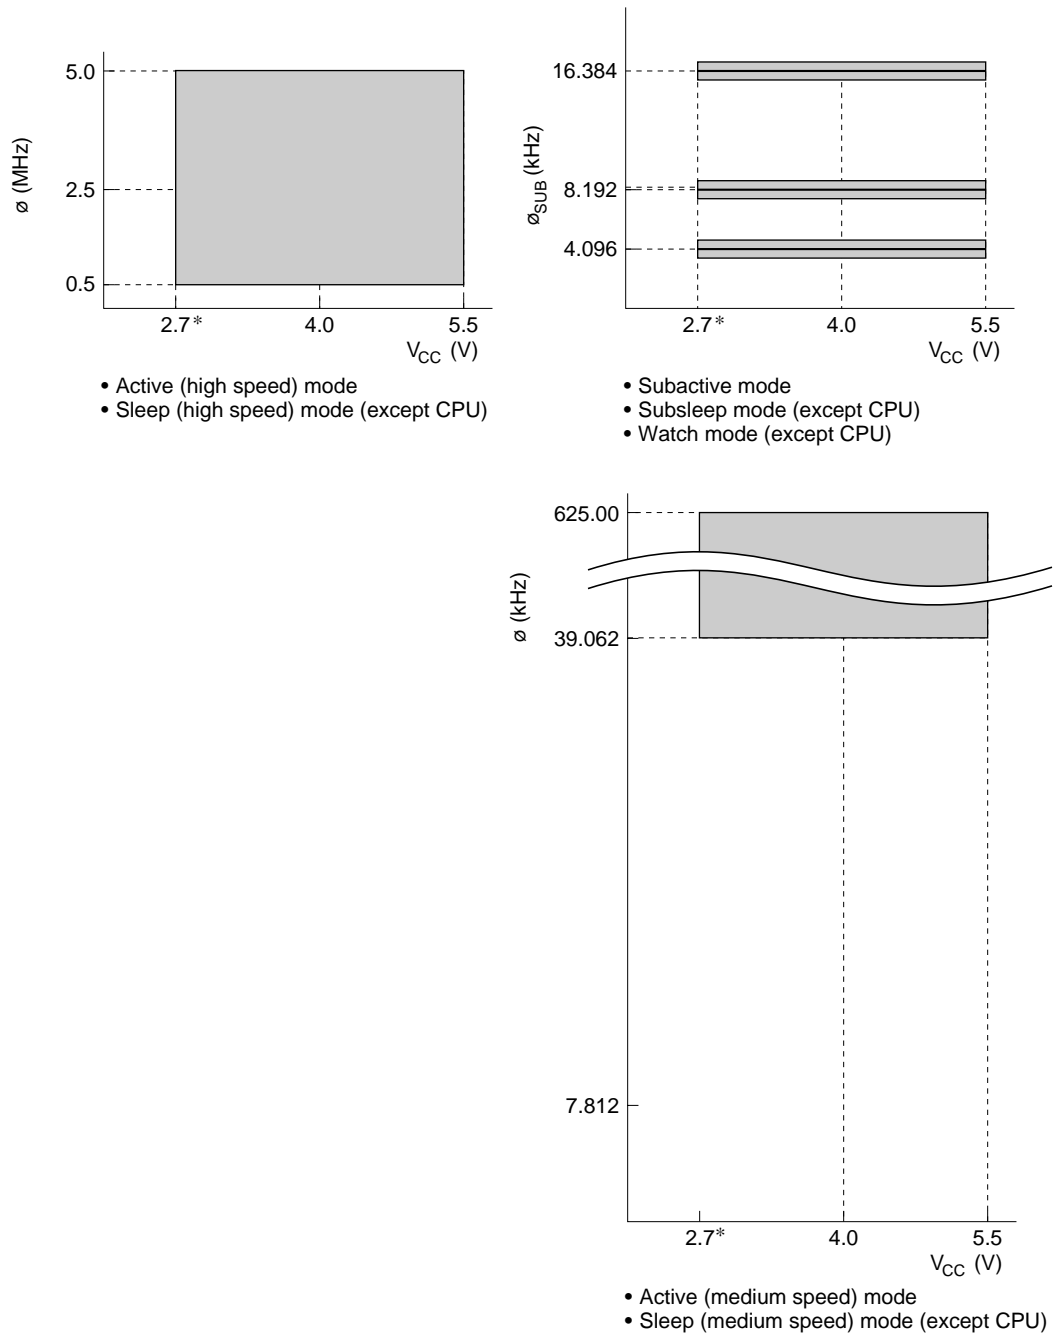 ø (MHz)
5.0
2.5
0.5
2.7*
4.0
5.5
VCC (V)
• Active (high speed) mode
• Sleep (high speed) mode (except CPU)
øSUB (kHz)
16.384
8.192
4.096
2.7*
4.0
5.5
VCC (V)
• Subactive mode
• Subsleep mode (except CPU)
• Watch mode (except CPU)
ø (kHz)
625.00
39.062
7.812
2.7*
4.0
5.5
VCC (V)
• Active (medium speed) mode
• Sleep (medium speed) mode (except CPU)